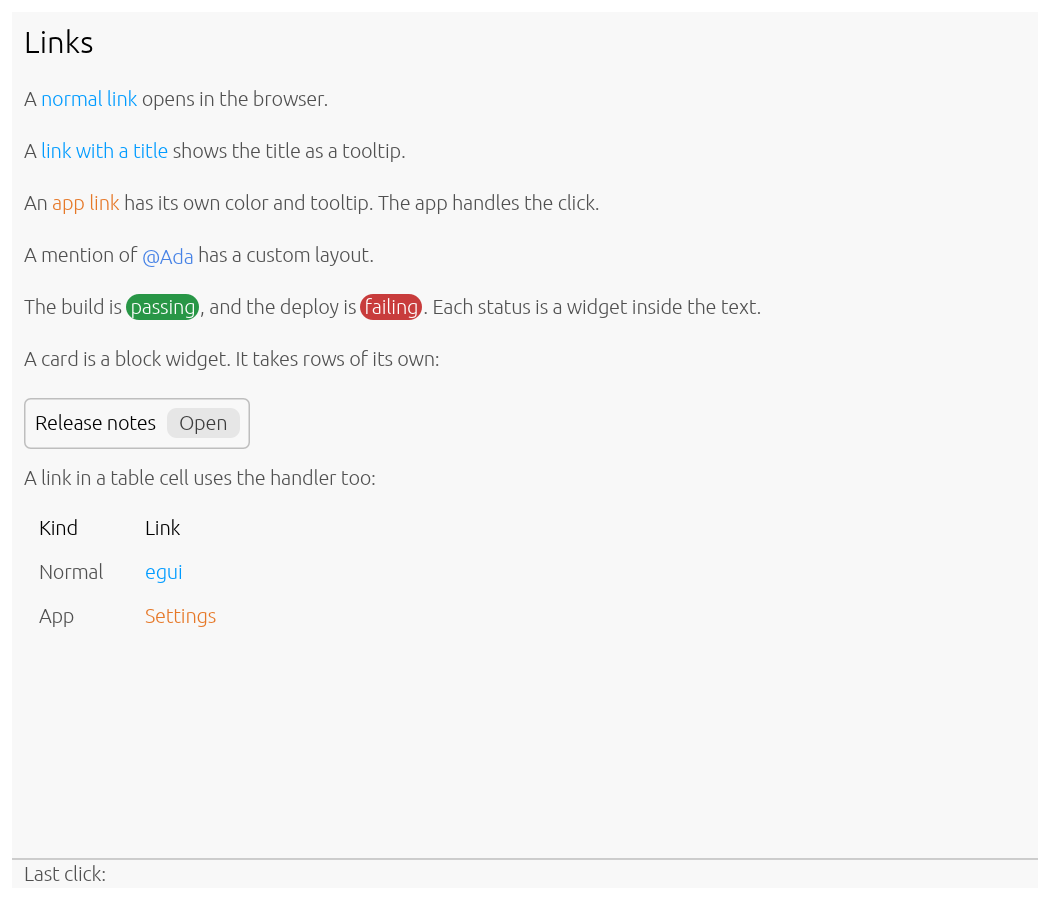 Links
A normal link opens in the browser.
A link with a title shows the title as a tooltip.
An app link has its own color and tooltip. The app handles the click.
A mention of @Ada has a custom layout.
The build is passing, and the deploy is failing. Each status is a widget inside the text.
A card is a block widget. It takes rows of its own:
Release notes Open
A link in a table cell uses the handler too:
Kind Link
Normal egui
App Settings
Last click: